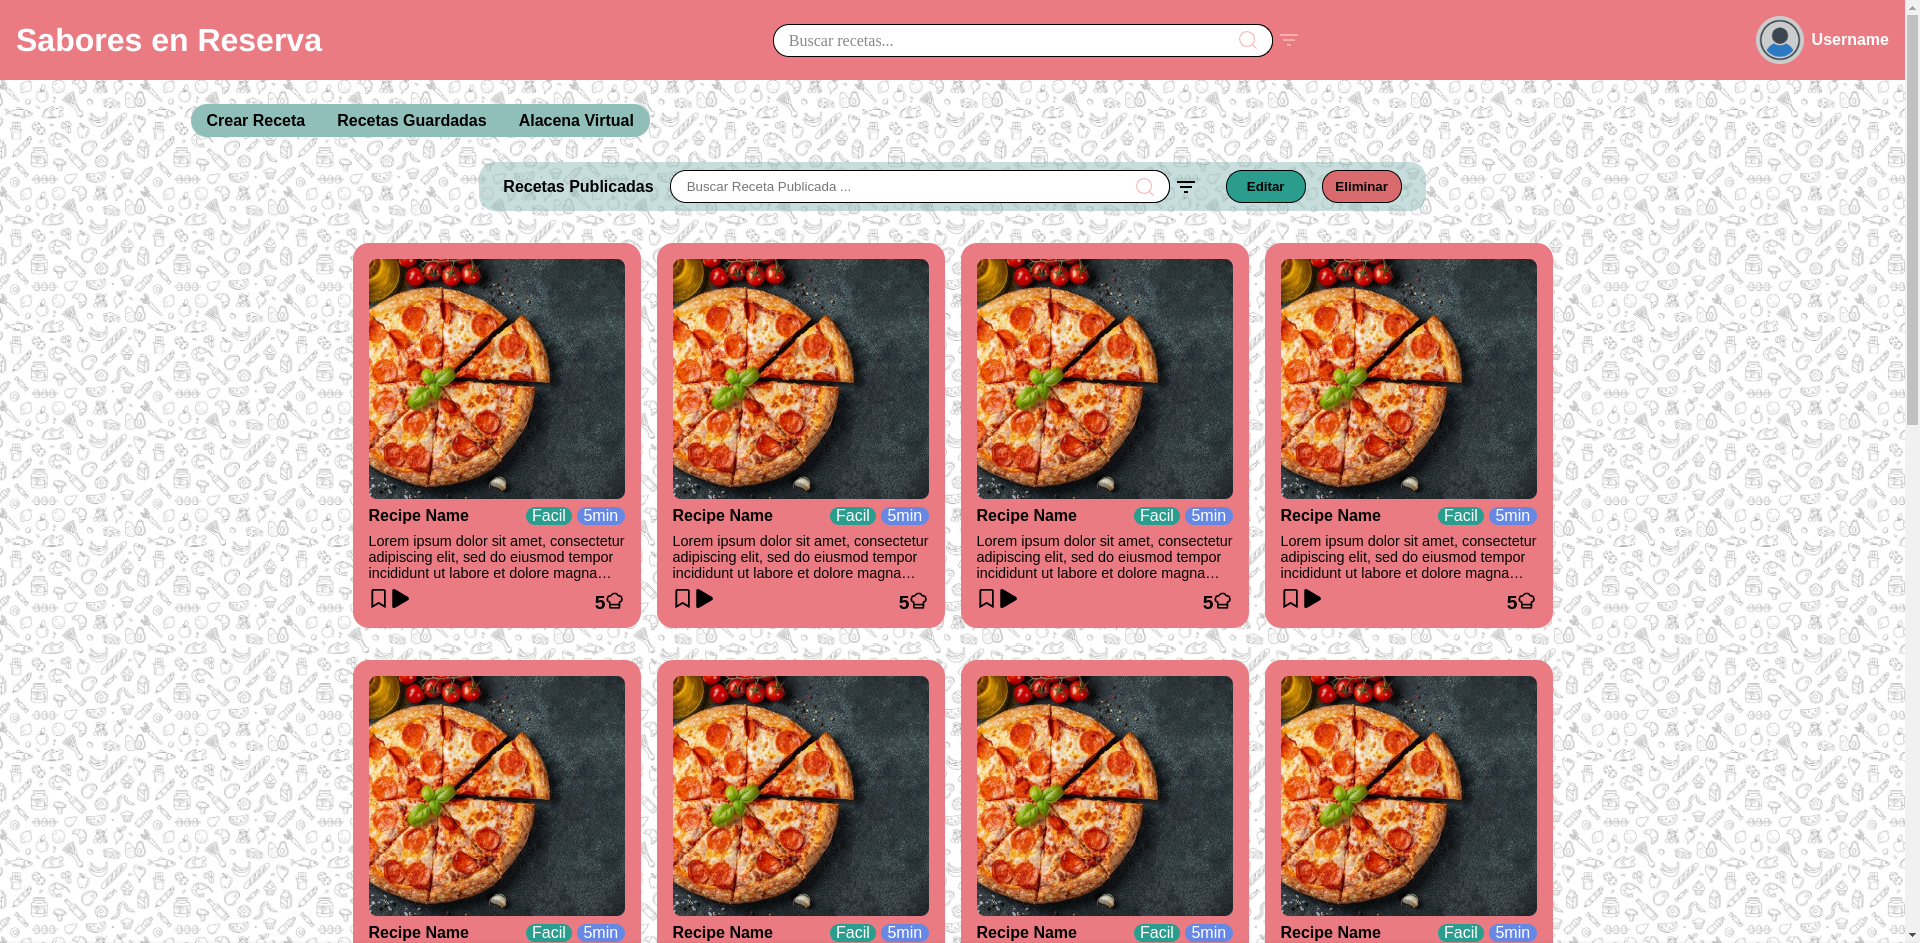 Sabores en Reserva
Buscar recetas...
Username
Crear Receta Recetas Guardadas Alacena Virtual
Recetas Publicadas Buscar Receta Publicada ... Editar Eliminar
Recipe Name Facil 5min
Lorem ipsum dolor sit amet, consectetur
adipiscing elit, sed do eiusmod tempor
incididunt ut labore et dolore magna…
5
Recipe Name Facil 5min
Lorem ipsum dolor sit amet, consectetur
adipiscing elit, sed do eiusmod tempor
incididunt ut labore et dolore magna…
5
Recipe Name Facil 5min
Lorem ipsum dolor sit amet, consectetur
adipiscing elit, sed do eiusmod tempor
incididunt ut labore et dolore magna…
5
Recipe Name Facil 5min
Lorem ipsum dolor sit amet, consectetur
adipiscing elit, sed do eiusmod tempor
incididunt ut labore et dolore magna…
5
Recipe Name Facil 5min
Recipe Name Facil 5min
Recipe Name Facil 5min
Recipe Name Facil 5min